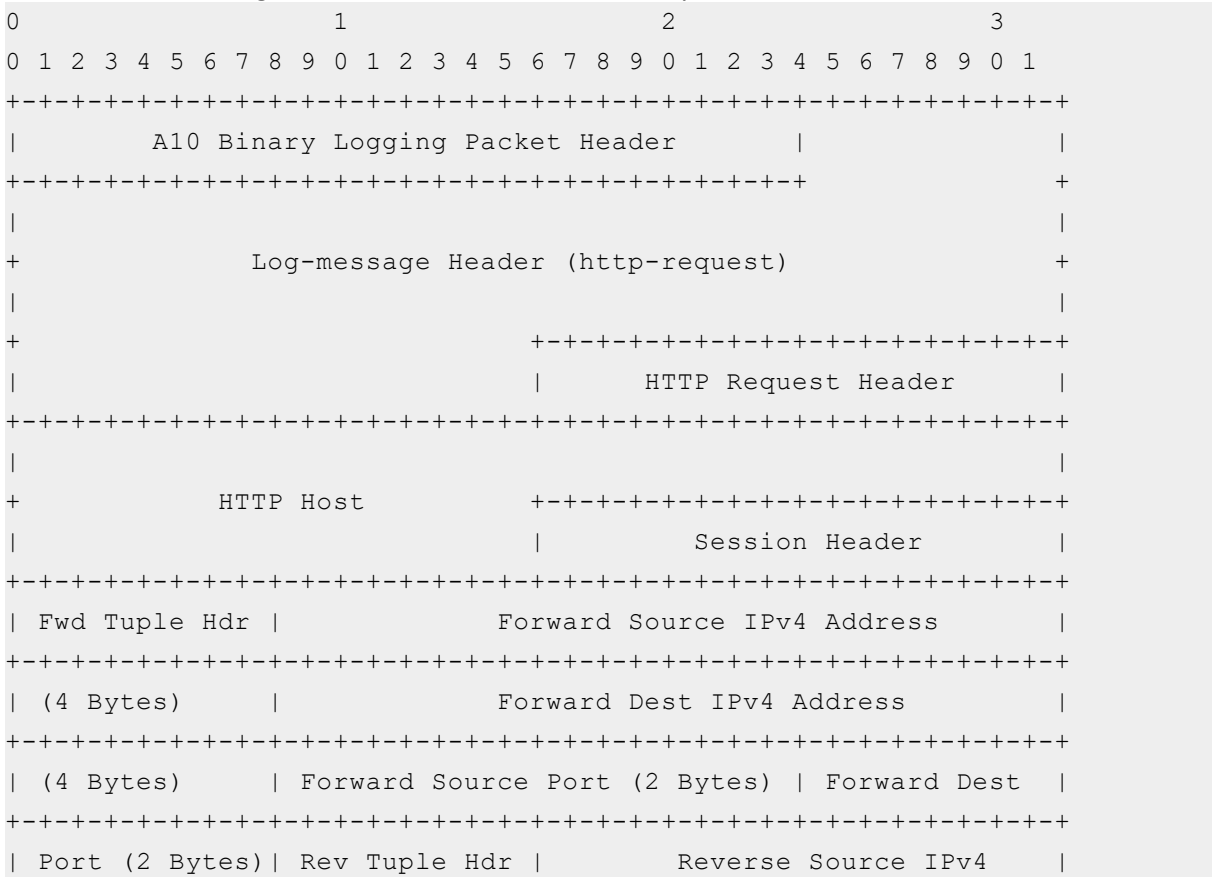 0                   1                   2                   3
0 1 2 3 4 5 6 7 8 9 0 1 2 3 4 5 6 7 8 9 0 1 2 3 4 5 6 7 8 9 0 1
+-+-+-+-+-+-+-+-+-+-+-+-+-+-+-+-+-+-+-+-+-+-+-+-+-+-+-+-+-+-+-+-+
|        A10 Binary Logging Packet Header       |               |
+-+-+-+-+-+-+-+-+-+-+-+-+-+-+-+-+-+-+-+-+-+-+-+-+               +
|                                                               |
+              Log-message Header (http-request)                +
|                                                               |
+                               +-+-+-+-+-+-+-+-+-+-+-+-+-+-+-+-+
|                               |      HTTP Request Header      |
+-+-+-+-+-+-+-+-+-+-+-+-+-+-+-+-+-+-+-+-+-+-+-+-+-+-+-+-+-+-+-+-+
|                                                               |
+            HTTP Host          +-+-+-+-+-+-+-+-+-+-+-+-+-+-+-+-+
|                               |         Session Header        |
+-+-+-+-+-+-+-+-+-+-+-+-+-+-+-+-+-+-+-+-+-+-+-+-+-+-+-+-+-+-+-+-+
| Fwd Tuple Hdr |             Forward Source IPv4 Address       |
+-+-+-+-+-+-+-+-+-+-+-+-+-+-+-+-+-+-+-+-+-+-+-+-+-+-+-+-+-+-+-+-+
| (4 Bytes)     |             Forward Dest IPv4 Address         |
+-+-+-+-+-+-+-+-+-+-+-+-+-+-+-+-+-+-+-+-+-+-+-+-+-+-+-+-+-+-+-+-+
| (4 Bytes)     | Forward Source Port (2 Bytes) | Forward Dest  |
+-+-+-+-+-+-+-+-+-+-+-+-+-+-+-+-+-+-+-+-+-+-+-+-+-+-+-+-+-+-+-+-+
| Port (2 Bytes)| Rev Tuple Hdr |        Reverse Source IPv4    |